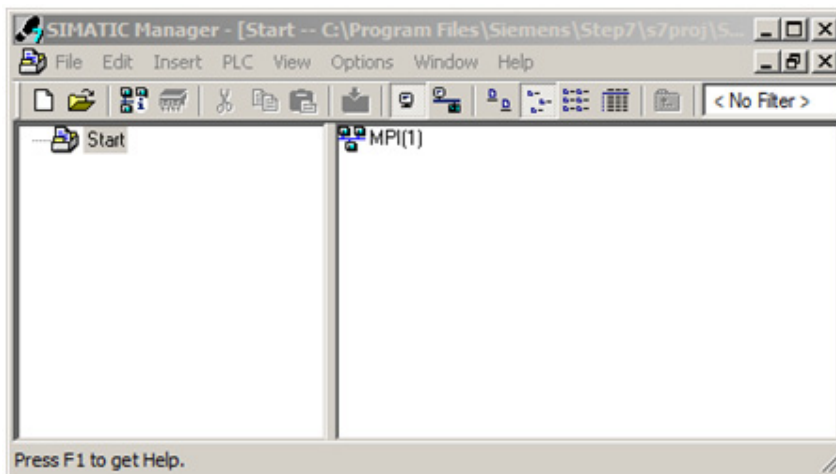 SIMATIC Manager - [Start -- C:\Program Files\Siemens\Step7\s7proj\S...
File Edit Insert PLC View Options Window Help
< No Filter >
Start
MPI(1)
Press F1 to get Help.